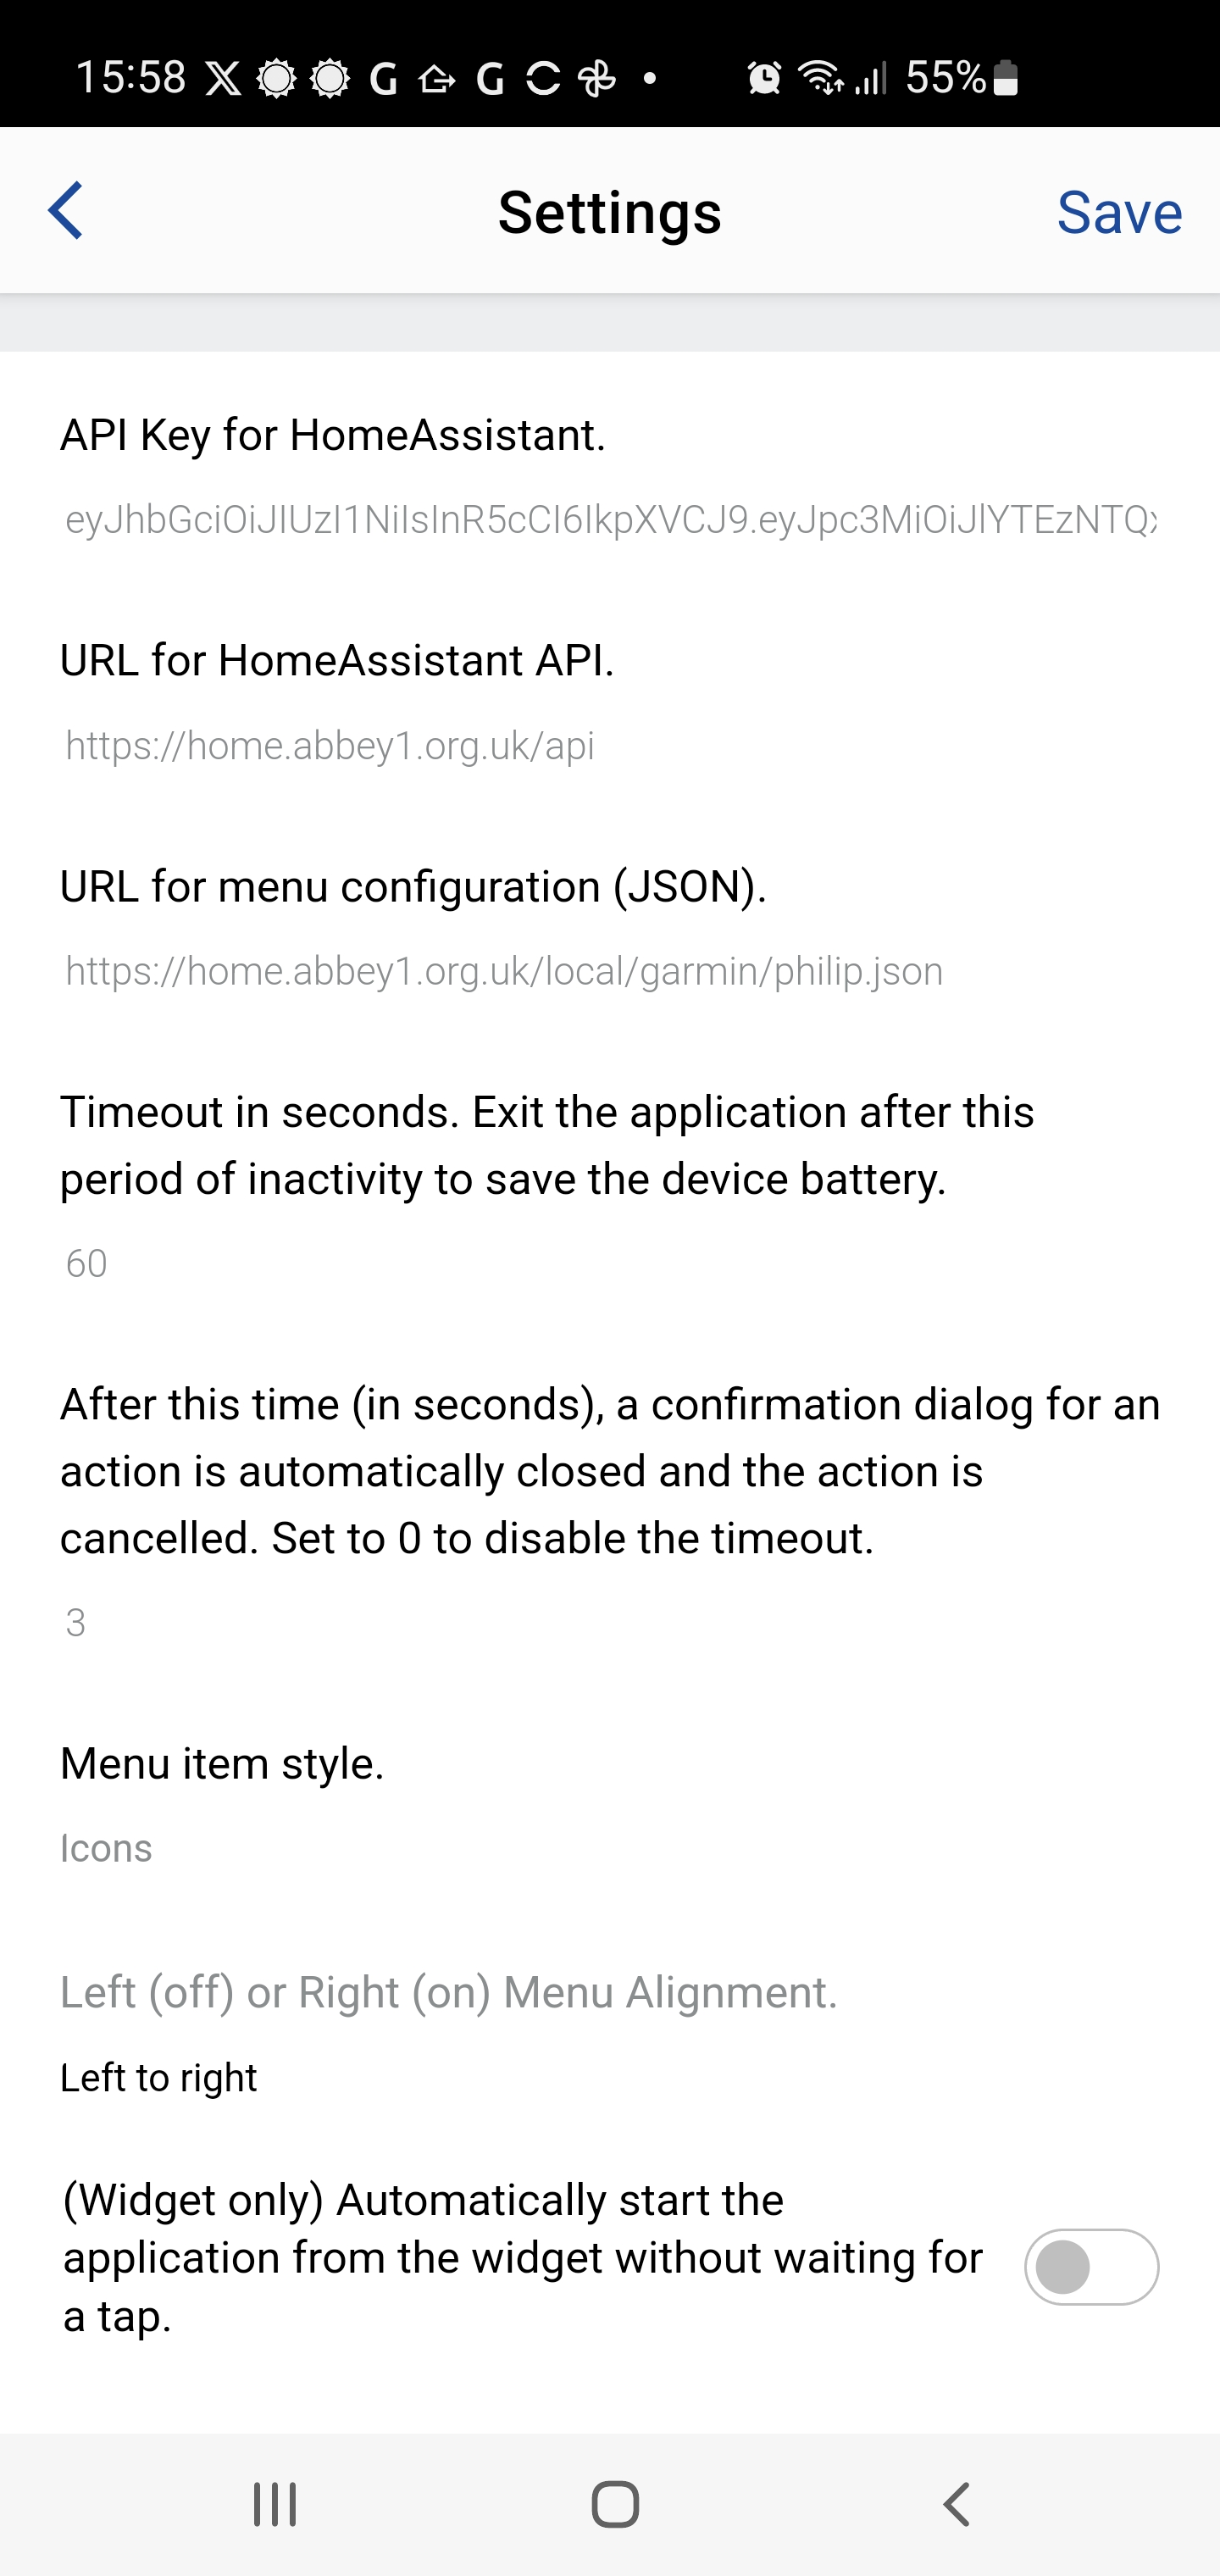 15:58 X G G 55%
Settings Save
API Key for HomeAssistant.
eyJhbGciOiJIUzI1NiIsInR5cCI6IkpXVCJ9.eyJpc3MiOiJlYTEzNTQ
URL for HomeAssistant API.
https://home.abbey1.org.uk/api
URL for menu configuration (JSON).
https://home.abbey1.org.uk/local/garmin/philip.json
Timeout in seconds. Exit the application after this
period of inactivity to save the device battery.
60
After this time (in seconds), a confirmation dialog for an
action is automatically closed and the action is
cancelled. Set to 0 to disable the timeout.
3
Menu item style.
Icons
Left (off) or Right (on) Menu Alignment.
Left to right
(Widget only) Automatically start the
application from the widget without waiting for
a tap.